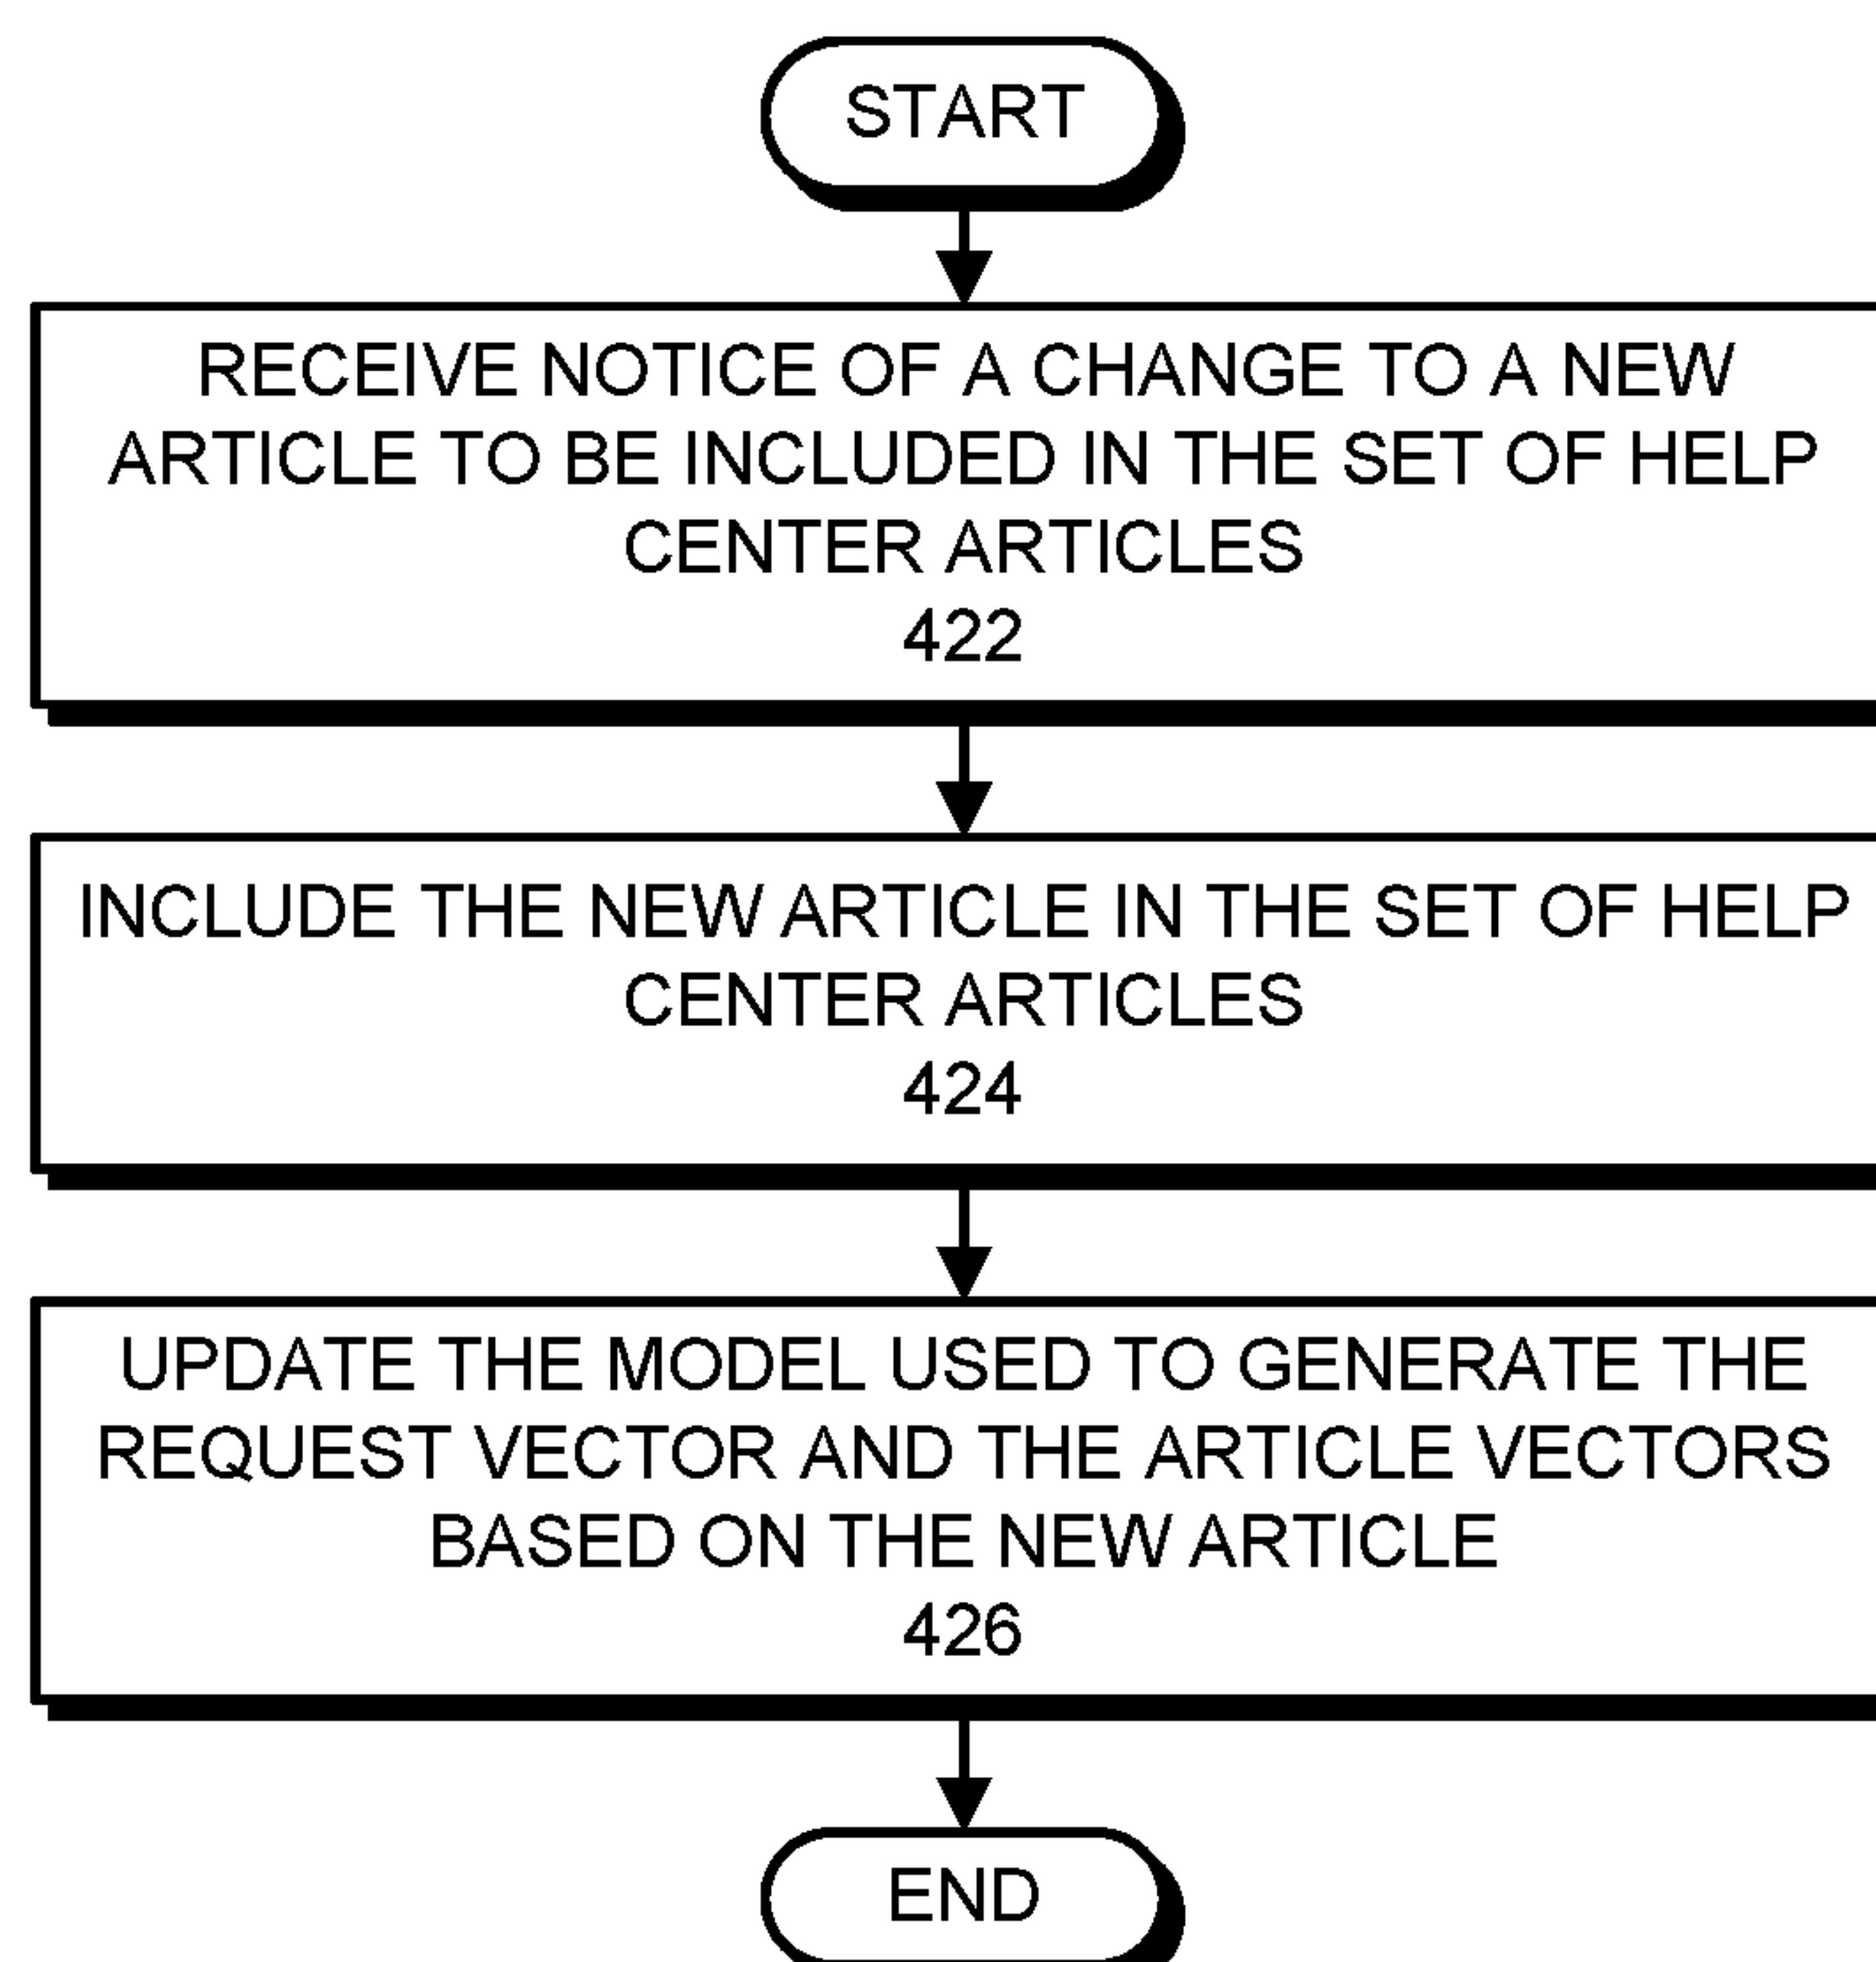 START
RECEIVE NOTICE OF A CHANGE TO A NEW
ARTICLE TO BE INCLUDED IN THE SET OF HELP
CENTER ARTICLES
422
INCLUDE THE NEW ARTICLE IN THE SET OF HELP
CENTER ARTICLES
424
UPDATE THE MODEL USED TO GENERATE THE
REQUEST VECTOR AND THE ARTICLE VECTORS
BASED ON THE NEW ARTICLE
426
END